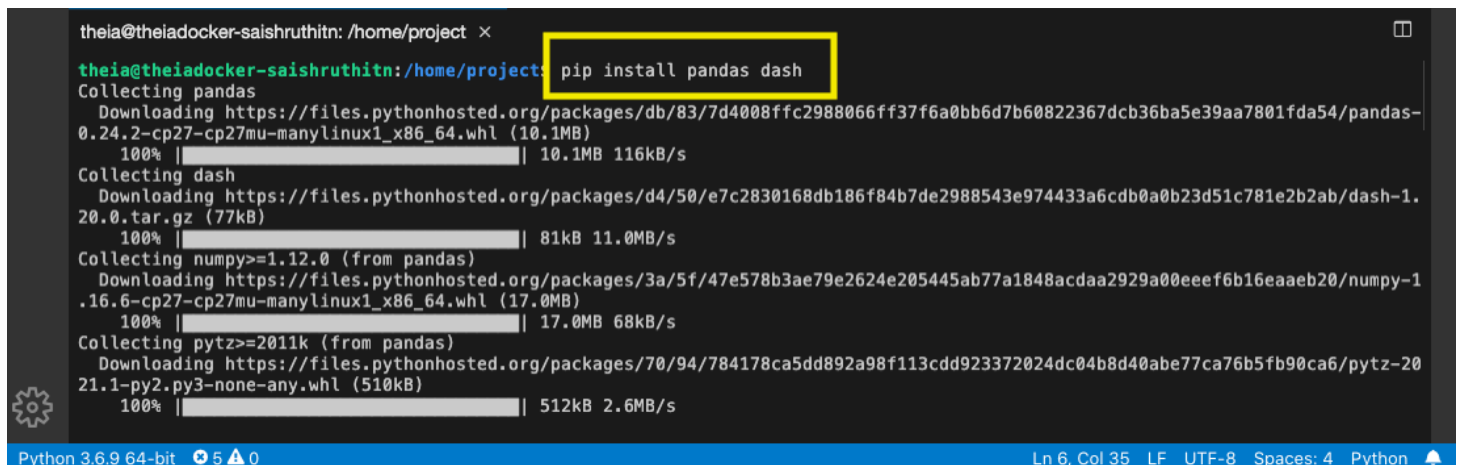 theia@theiadocker-saishruthitn: /home/project ×
theia@theiadocker-saishruthitn:/home/project$ pip install pandas dash
Collecting pandas
  Downloading https://files.pythonhosted.org/packages/db/83/7d4008ffc2988066ff37f6a0bb6d7b60822367dcb36ba5e39aa7801fda54/pandas-
0.24.2-cp27-cp27mu-manylinux1_x86_64.whl (10.1MB)
    100% |████████████████████████████████| 10.1MB 116kB/s
Collecting dash
  Downloading https://files.pythonhosted.org/packages/d4/50/e7c2830168db186f84b7de2988543e974433a6cdb0a0b23d51c781e2b2ab/dash-1.
20.0.tar.gz (77kB)
    100% |████████████████████████████████| 81kB 11.0MB/s
Collecting numpy>=1.12.0 (from pandas)
  Downloading https://files.pythonhosted.org/packages/3a/5f/47e578b3ae79e2624e205445ab77a1848acdaa2929a00eeef6b16eaaeb20/numpy-1
.16.6-cp27-cp27mu-manylinux1_x86_64.whl (17.0MB)
    100% |████████████████████████████████| 17.0MB 68kB/s
Collecting pytz>=2011k (from pandas)
  Downloading https://files.pythonhosted.org/packages/70/94/784178ca5dd892a98f113cdd923372024dc04b8d40abe77ca76b5fb90ca6/pytz-20
21.1-py2.py3-none-any.whl (510kB)
    100% |████████████████████████████████| 512kB 2.6MB/s
Python 3.6.9 64-bit 5 0 Ln 6, Col 35 LF UTF-8 Spaces: 4 Python